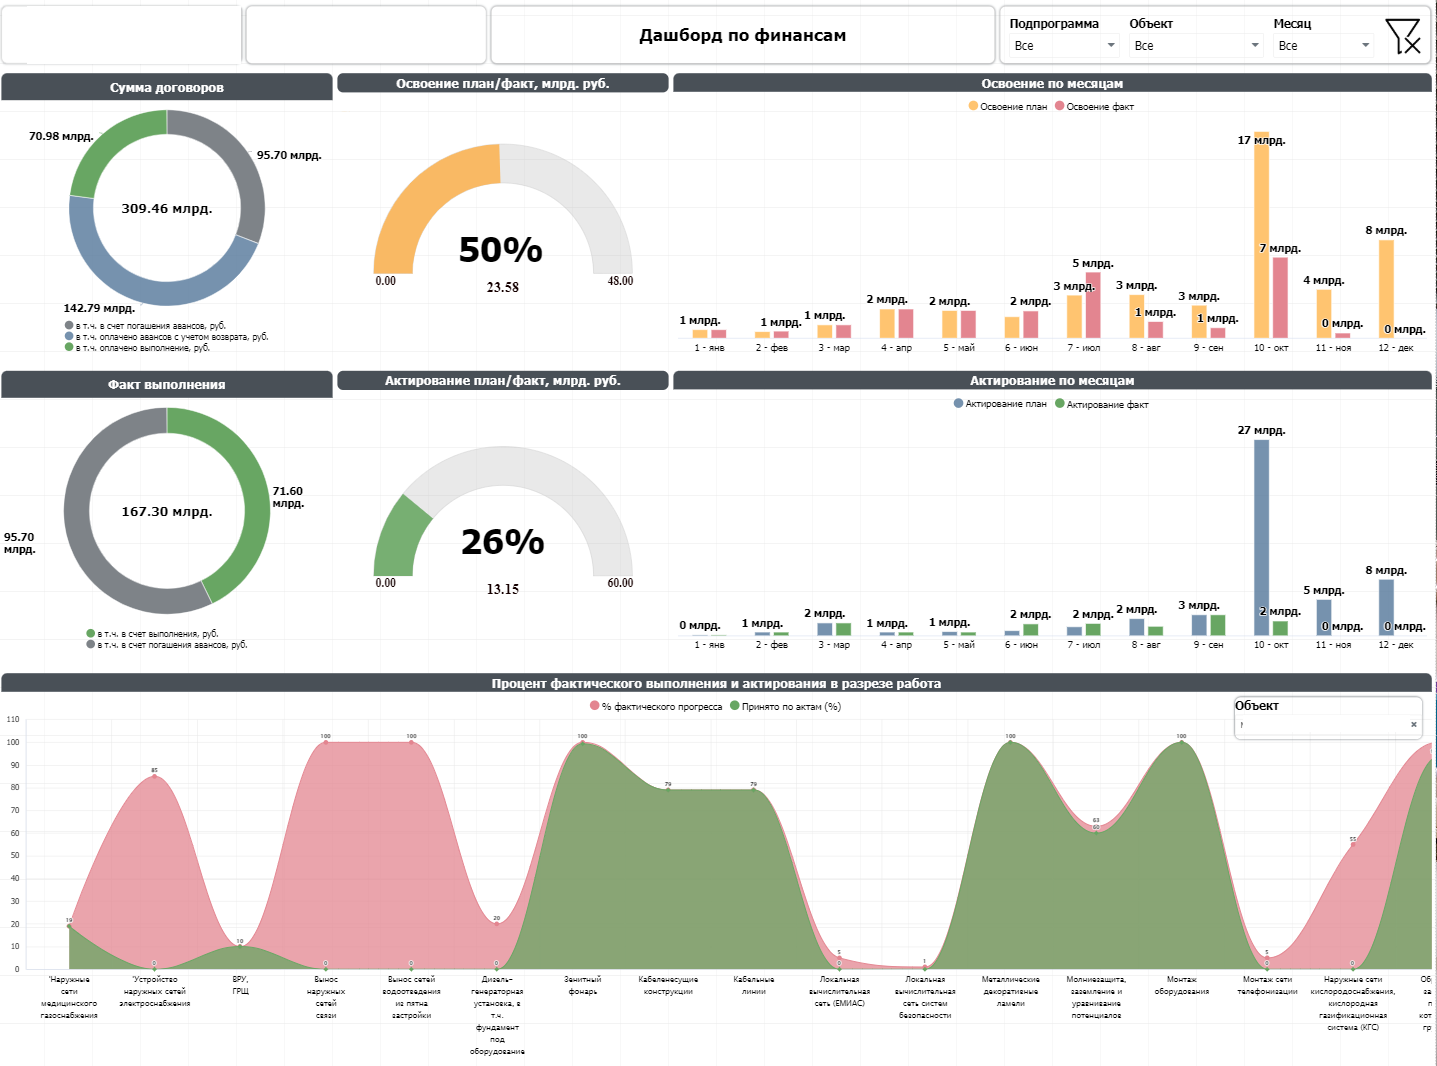 Дашборд по финансам
Подпрограмма
Все
Объект
Все
Месяц
Все
Сумма договоров
70.98 млрд.
95.70 млрд.
309.46 млрд.
142.79 млрд.
в т.ч. в счет погашения авансов, руб.
в т.ч. оплачено авансов с учетом возврата, руб.
в т.ч. оплачено выполнение, руб.
Освоение план/факт, млрд. руб.
50%
0.00
23.58
48.00
Освоение по месяцам
Освоение план
Освоение факт
1 млрд.
1 млрд.
1 млрд.
2 млрд.
2 млрд.
2 млрд.
3 млрд.
5 млрд.
3 млрд.
1 млрд.
3 млрд.
1 млрд.
17 млрд.
7 млрд.
4 млрд.
0 млрд.
8 млрд.
0 млрд.
1 - янв
2 - фев
3 - мар
4 - апр
5 - май
6 - июн
7 - июл
8 - авг
9 - сен
10 - окт
11 - ноя
12 - дек
Факт выполнения
71.60
млрд.
167.30 млрд.
95.70
млрд.
в т.ч. в счет выполнения, руб.
в т.ч. в счет погашения авансов, руб.
Актирование план/факт, млрд. руб.
26%
0.00
13.15
60.00
Актирование по месяцам
Актирование план
Актирование факт
0 млрд.
1 млрд.
2 млрд.
1 млрд.
1 млрд.
2 млрд.
2 млрд.
2 млрд.
3 млрд.
27 млрд.
2 млрд.
5 млрд.
0 млрд.
8 млрд.
0 млрд.
1 - янв
2 - фев
3 - мар
4 - апр
5 - май
6 - июн
7 - июл
8 - авг
9 - сен
10 - окт
11 - ноя
12 - дек
Процент фактического выполнения и актирования в разрезе работа
% фактического прогресса
Принято по актам (%)
Объект
110
100
90
80
70
60
50
40
30
20
10
0
19
85
0
10
100
0
100
0
20
0
100
79
79
5
0
1
100
63
60
100
5
0
55
0
"Наружные
сети
медицинского
газоснабжения
"Устройство
наружных сетей
электроснабжения
ВРУ,
ГРЩ
Вынос
наружных
сетей
связи
Вынос сетей
водоотведения
из пятна
застройки
Дизель-
генераторная
установка, в
т.ч.
фундамент
под
оборудование
Зенитный
фонарь
Кабеленесущие
конструкции
Кабельные
линии
Локальная
вычислительная
сеть (ЕМИАС)
Локальная
вычислительная
сеть систем
безопасности
Металлические
декоративные
ламели
Молниезащита,
заземление и
уравнивание
потенциалов
Монтаж
оборудования
Монтаж сети
телефонизации
Наружные сети
кислородоснабжения,
кислородная
газификационная
система (КГС)